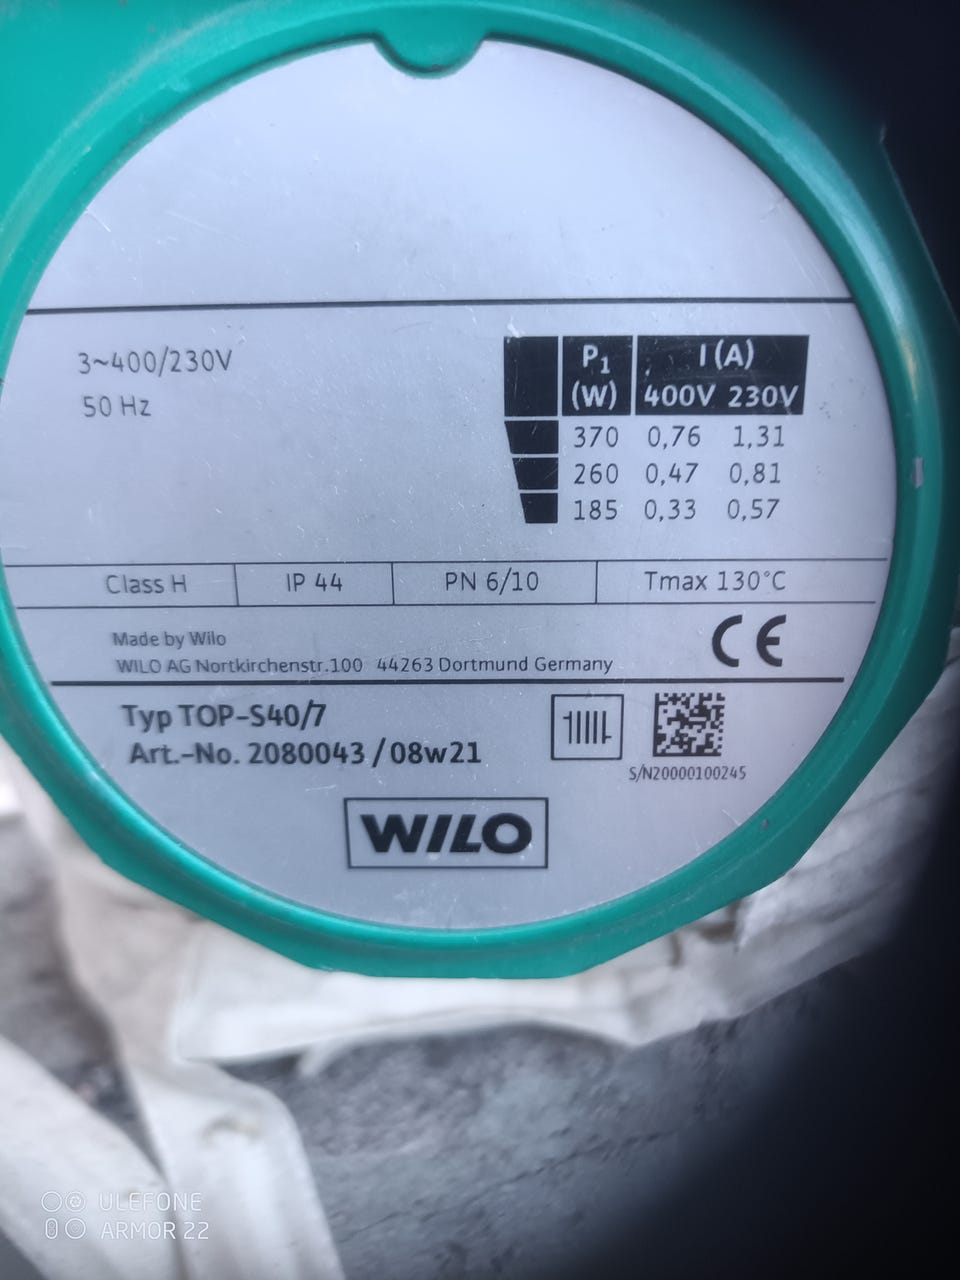 3~400/230V
50 Hz
P1 I (A)
(W) 400V 230V
370 0,76 1,31
260 0,47 0,81
185 0,33 0,57
Class H IP 44 PN 6/10 Tmax 130°C
Made by Wilo
WILO AG Nortkirchenstr.100 44263 Dortmund Germany
CE
Typ TOP-S40/7
Art.-No. 2080043 / 08w21
S/N20000100245
WILO
ULEFONE
ARMOR 22